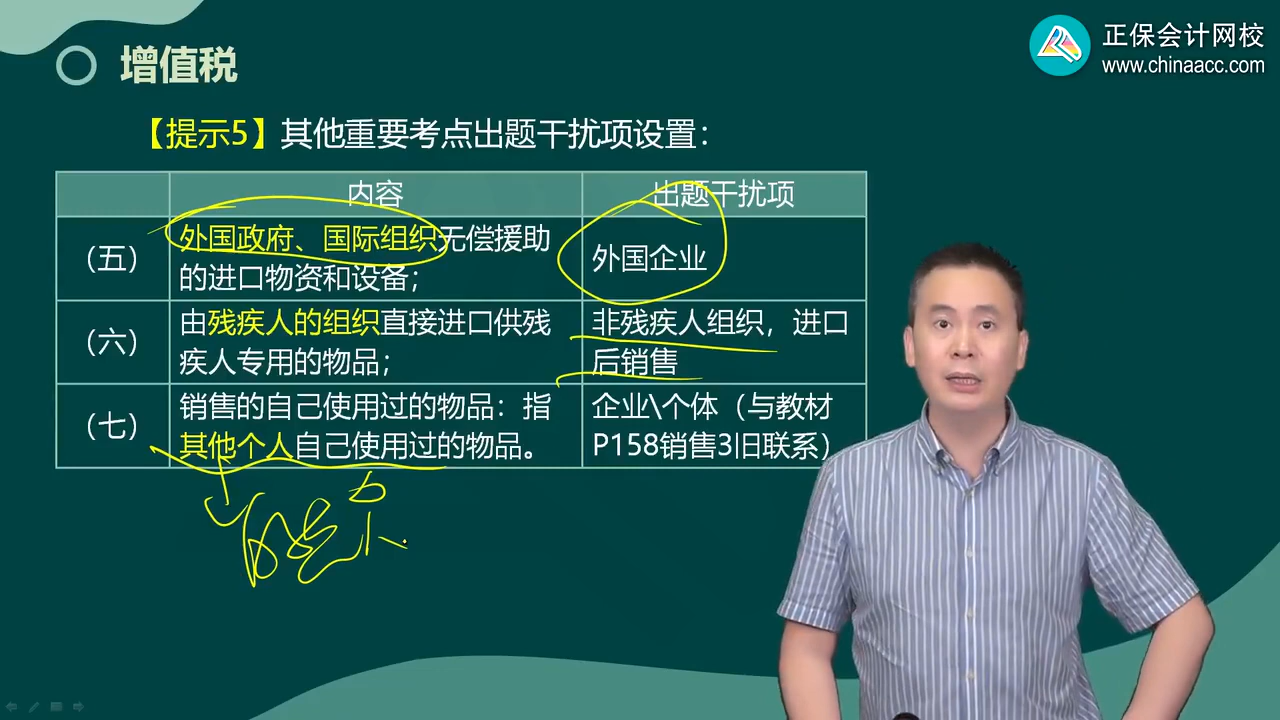 增值税
正保会计网校
www.chinaacc.com
【提示5】其他重要考点出题干扰项设置：
内容
出题干扰项
（五）
外国政府、国际组织无偿援助
的进口物资和设备；
外国企业
（六）
由残疾人的组织直接进口供残
疾人专用的物品；
非残疾人组织，进口
后销售
（七）
销售的自己使用过的物品：指
其他个人自己使用过的物品。
企业\个体（与教材
P158销售3旧联系）